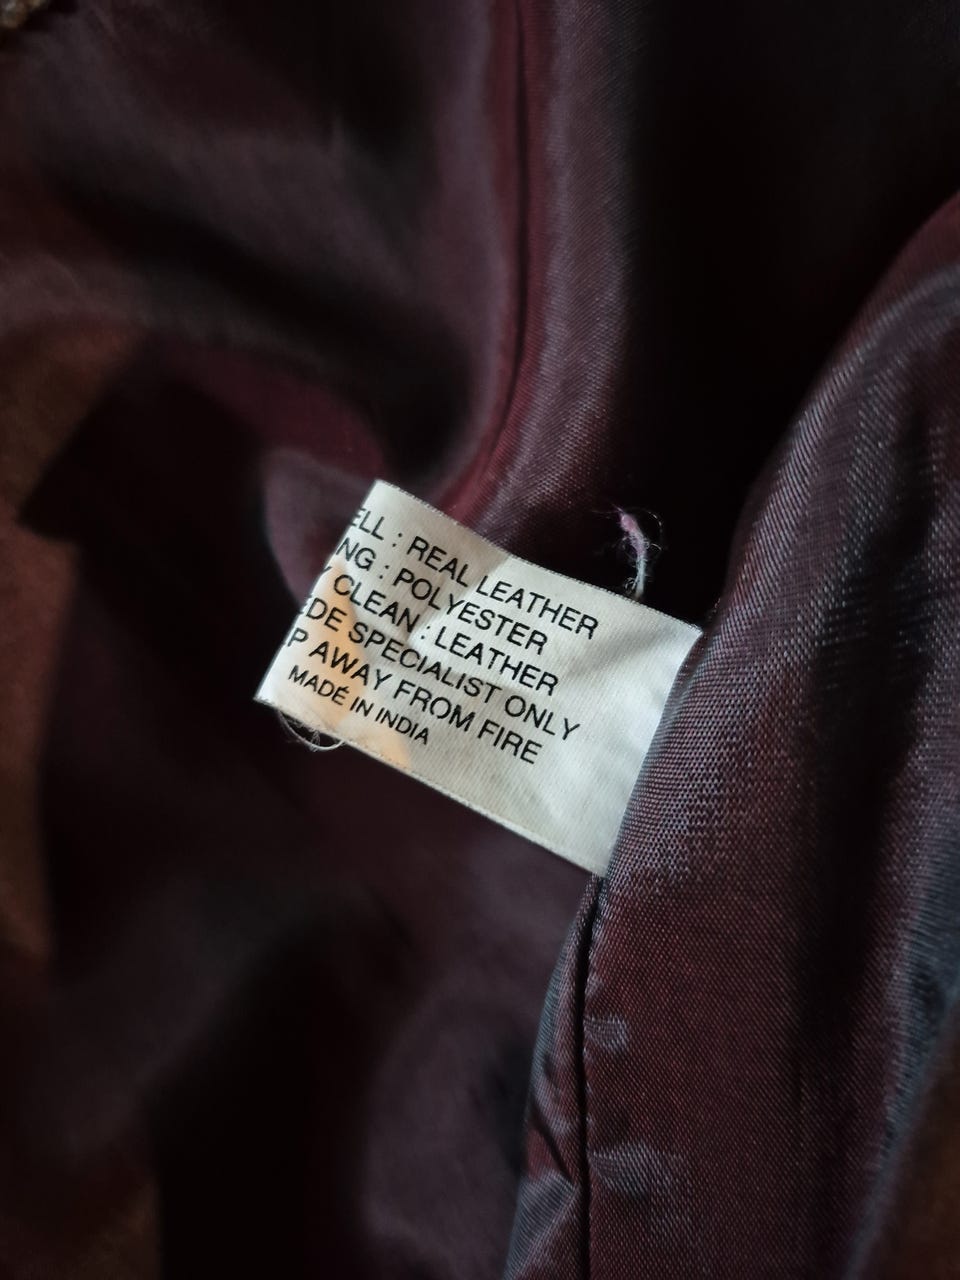 ELL : REAL LEATHER
NG : POLYESTER
Y CLEAN : LEATHER
EDE SPECIALIST ONLY
P AWAY FROM FIRE
MADE IN INDIA